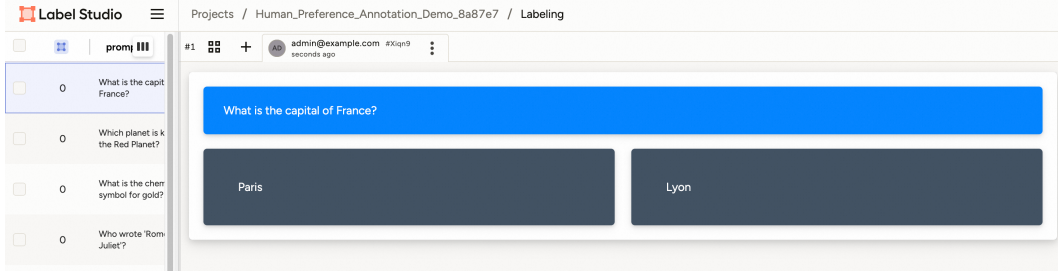 Label Studio
Projects / Human_Preference_Annotation_Demo_8a87e7 / Labeling
promp
#1
AD
admin@example.com #Xiqn9
seconds ago
0
What is the capit
France?
0
Which planet is k
the Red Planet?
0
What is the chem
symbol for gold?
0
Who wrote 'Rom
Juliet'?
What is the capital of France?
Paris
Lyon